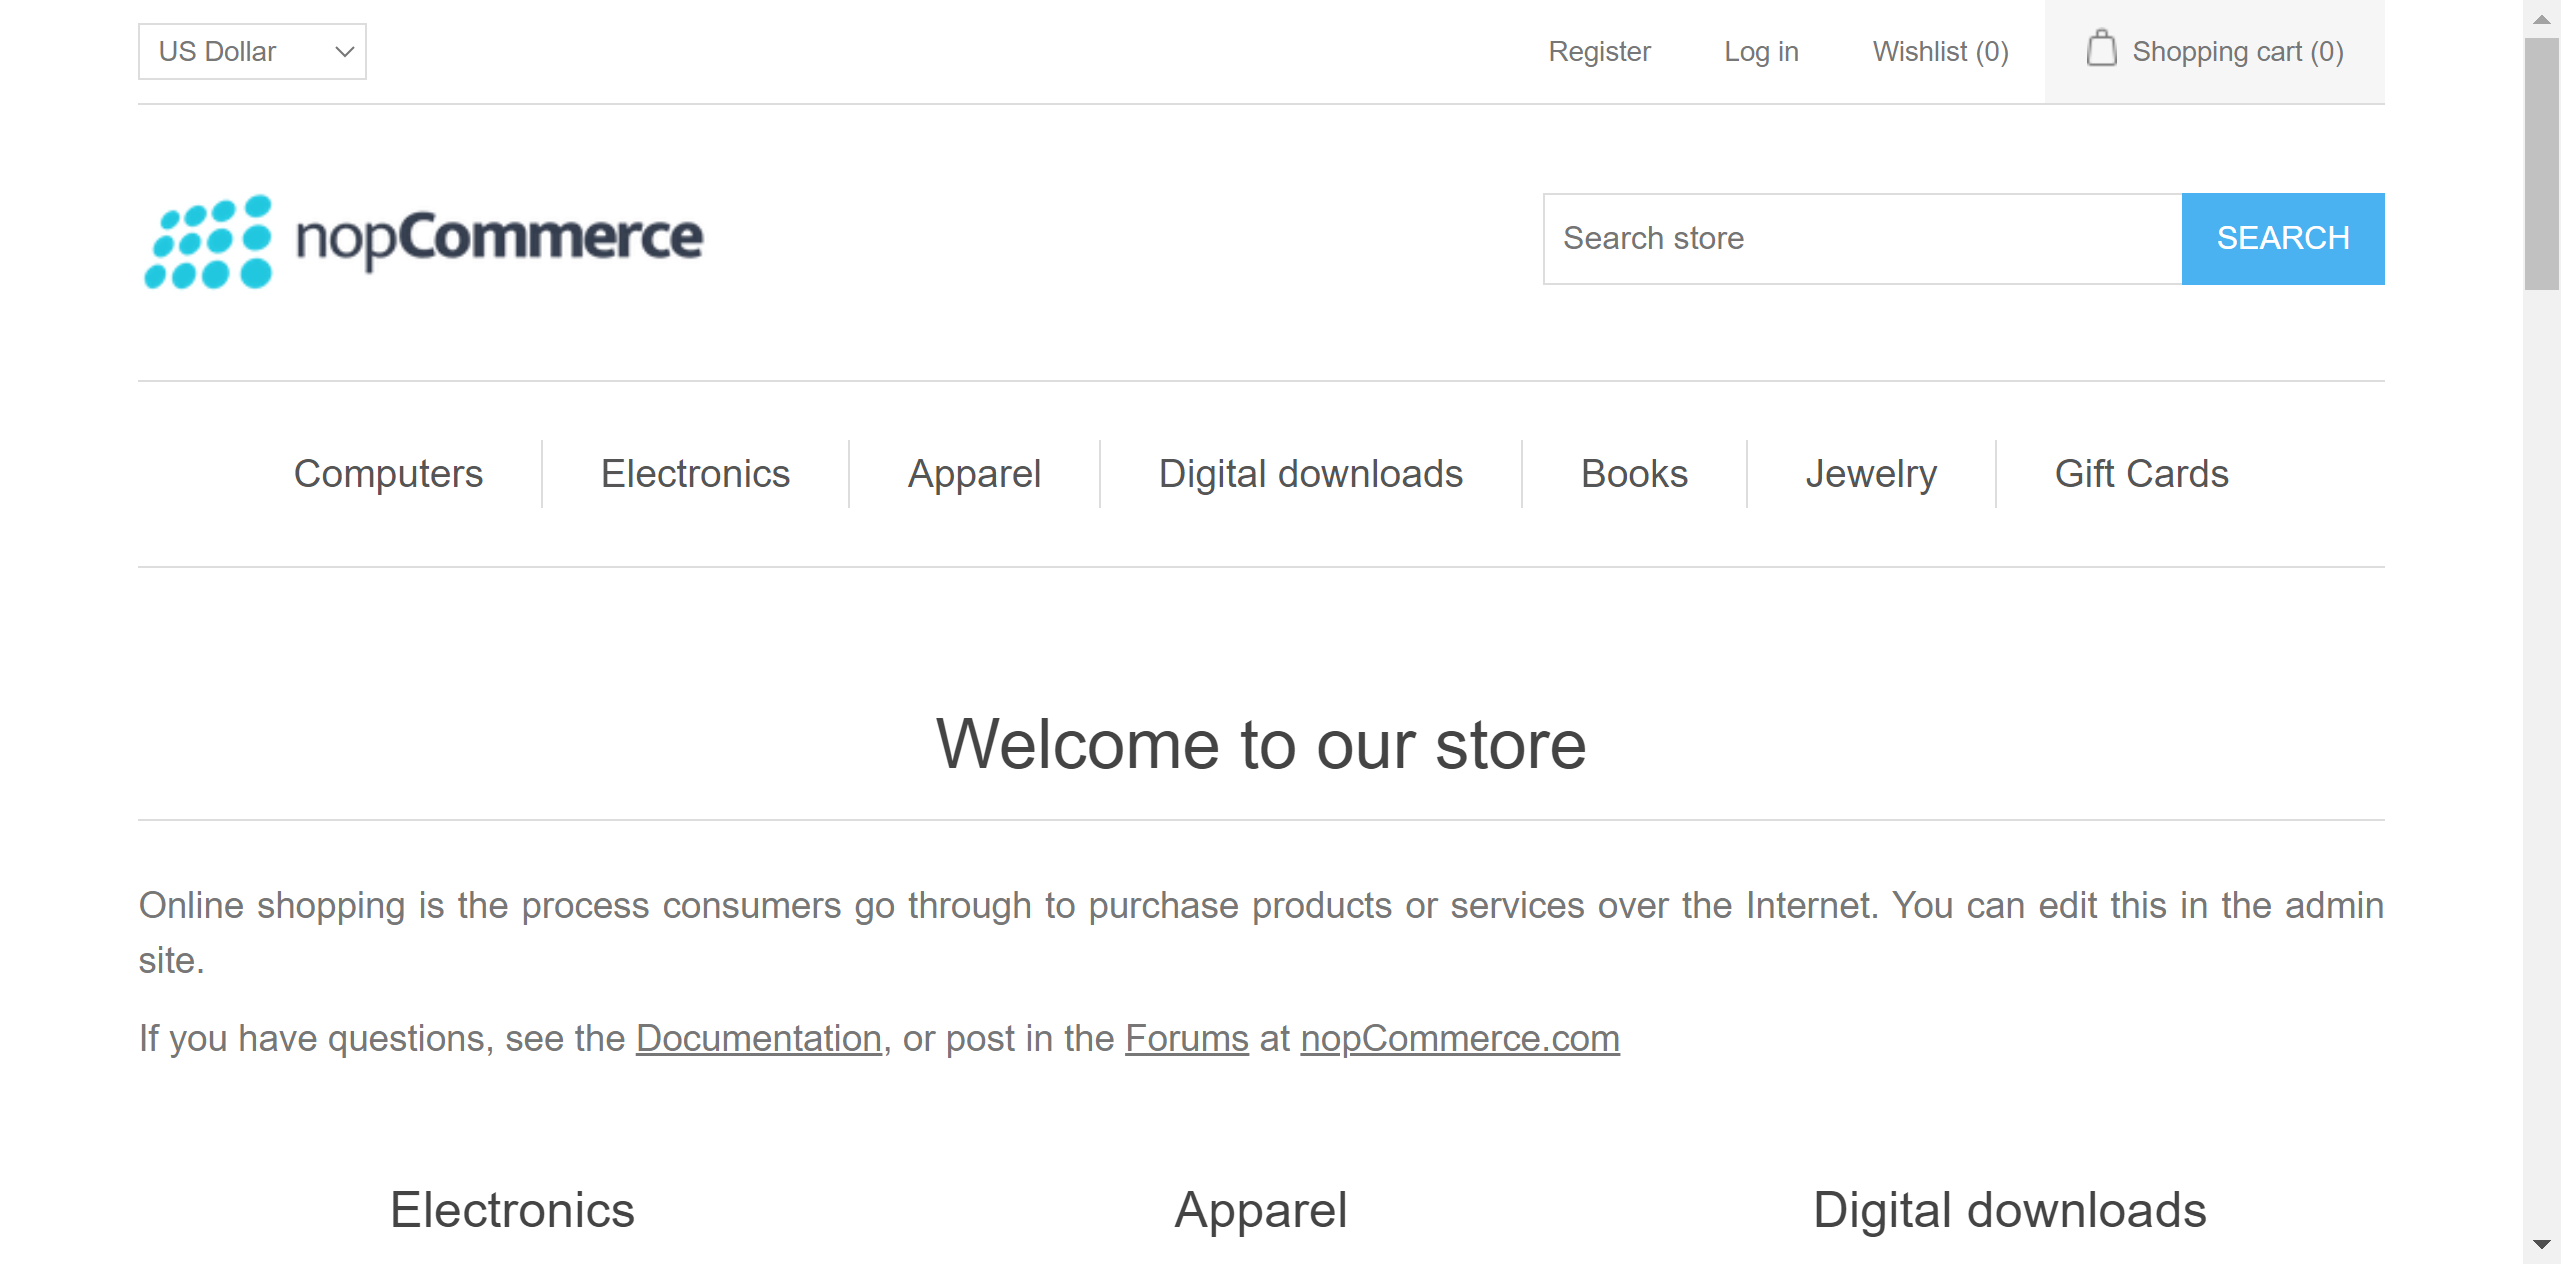 US Dollar
Register
Log in
Wishlist (0)
Shopping cart (0)
nopCommerce
Search store
SEARCH
Computers
Electronics
Apparel
Digital downloads
Books
Jewelry
Gift Cards
Welcome to our store
Online shopping is the process consumers go through to purchase products or services over the Internet. You can edit this in the admin
site.
If you have questions, see the Documentation, or post in the Forums at nopCommerce.com
Electronics
Apparel
Digital downloads